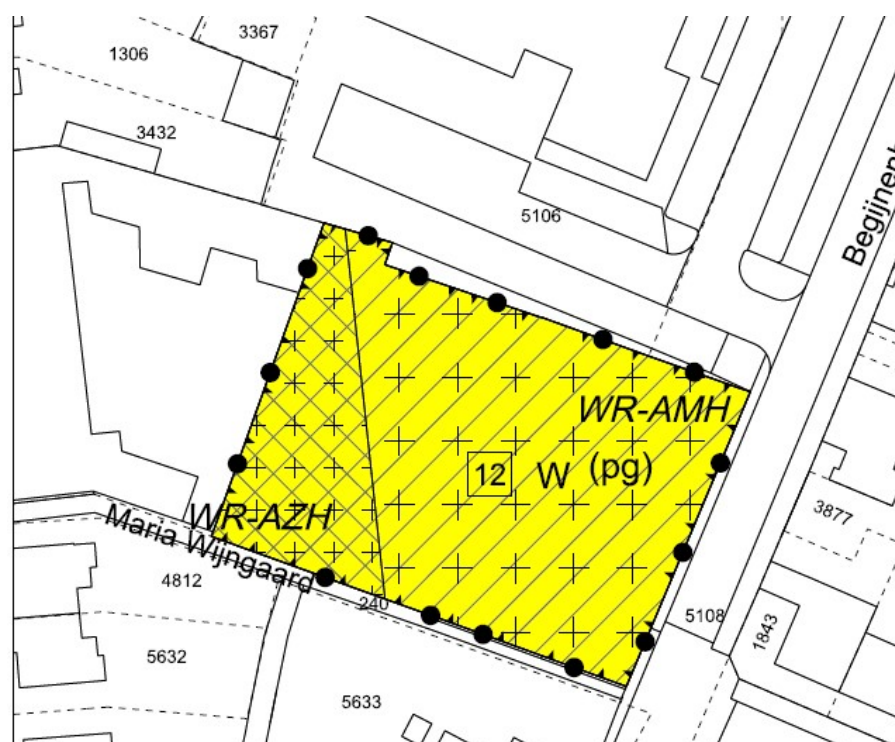 3367
1306
3432
5106
Begijnen
WR-AMH
12
W
(pg)
WR-AZH
Maria Wijngaard
3877
240
4812
5108
1843
5632
5633